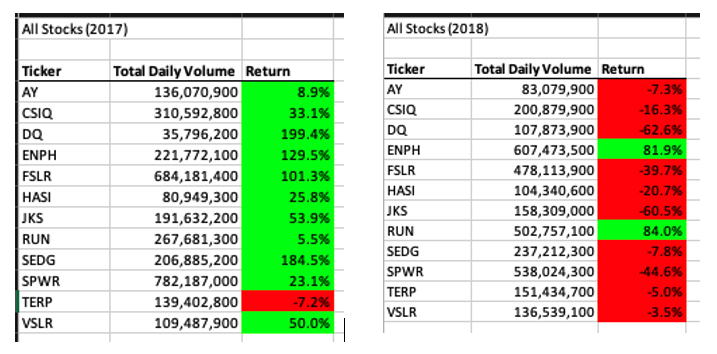 All Stocks (2017)
Ticker Total Daily Volume Return
AY 136,070,900 8.9%
CSIQ 310,592,800 33.1%
DQ 35,796,200 199.4%
ENPH 221,772,100 129.5%
FSLR 684,181,400 101.3%
HASI 80,949,300 25.8%
JKS 191,632,200 53.9%
RUN 267,681,300 5.5%
SEDG 206,885,200 184.5%
SPWR 782,187,000 23.1%
TERP 139,402,800 -7.2%
VSLR 109,487,900 50.0%
All Stocks (2018)
Ticker Total Daily Volume Return
AY 83,079,900 -7.3%
CSIQ 200,879,900 -16.3%
DQ 107,873,900 -62.6%
ENPH 607,473,500 81.9%
FSLR 478,113,900 -39.7%
HASI 104,340,600 -20.7%
JKS 158,309,000 -60.5%
RUN 502,757,100 84.0%
SEDG 237,212,300 -7.8%
SPWR 538,024,300 -44.6%
TERP 151,434,700 -5.0%
VSLR 136,539,100 -3.5%